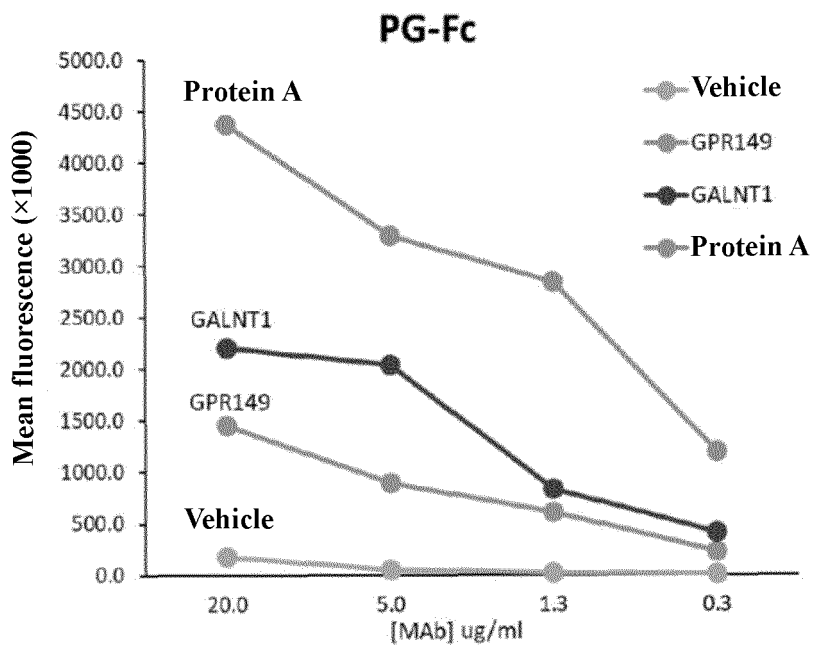 PG-Fc
5000.0
4500.0
4000.0
3500.0
3000.0
2500.0
2000.0
1500.0
1000.0
500.0
0.0
Mean fluorescence (×1000)
Protein A
GALNT1
GPR149
Vehicle
Vehicle
GPR149
GALNT1
Protein A
20.0 5.0 1.3 0.3
[MAb] ug/ml